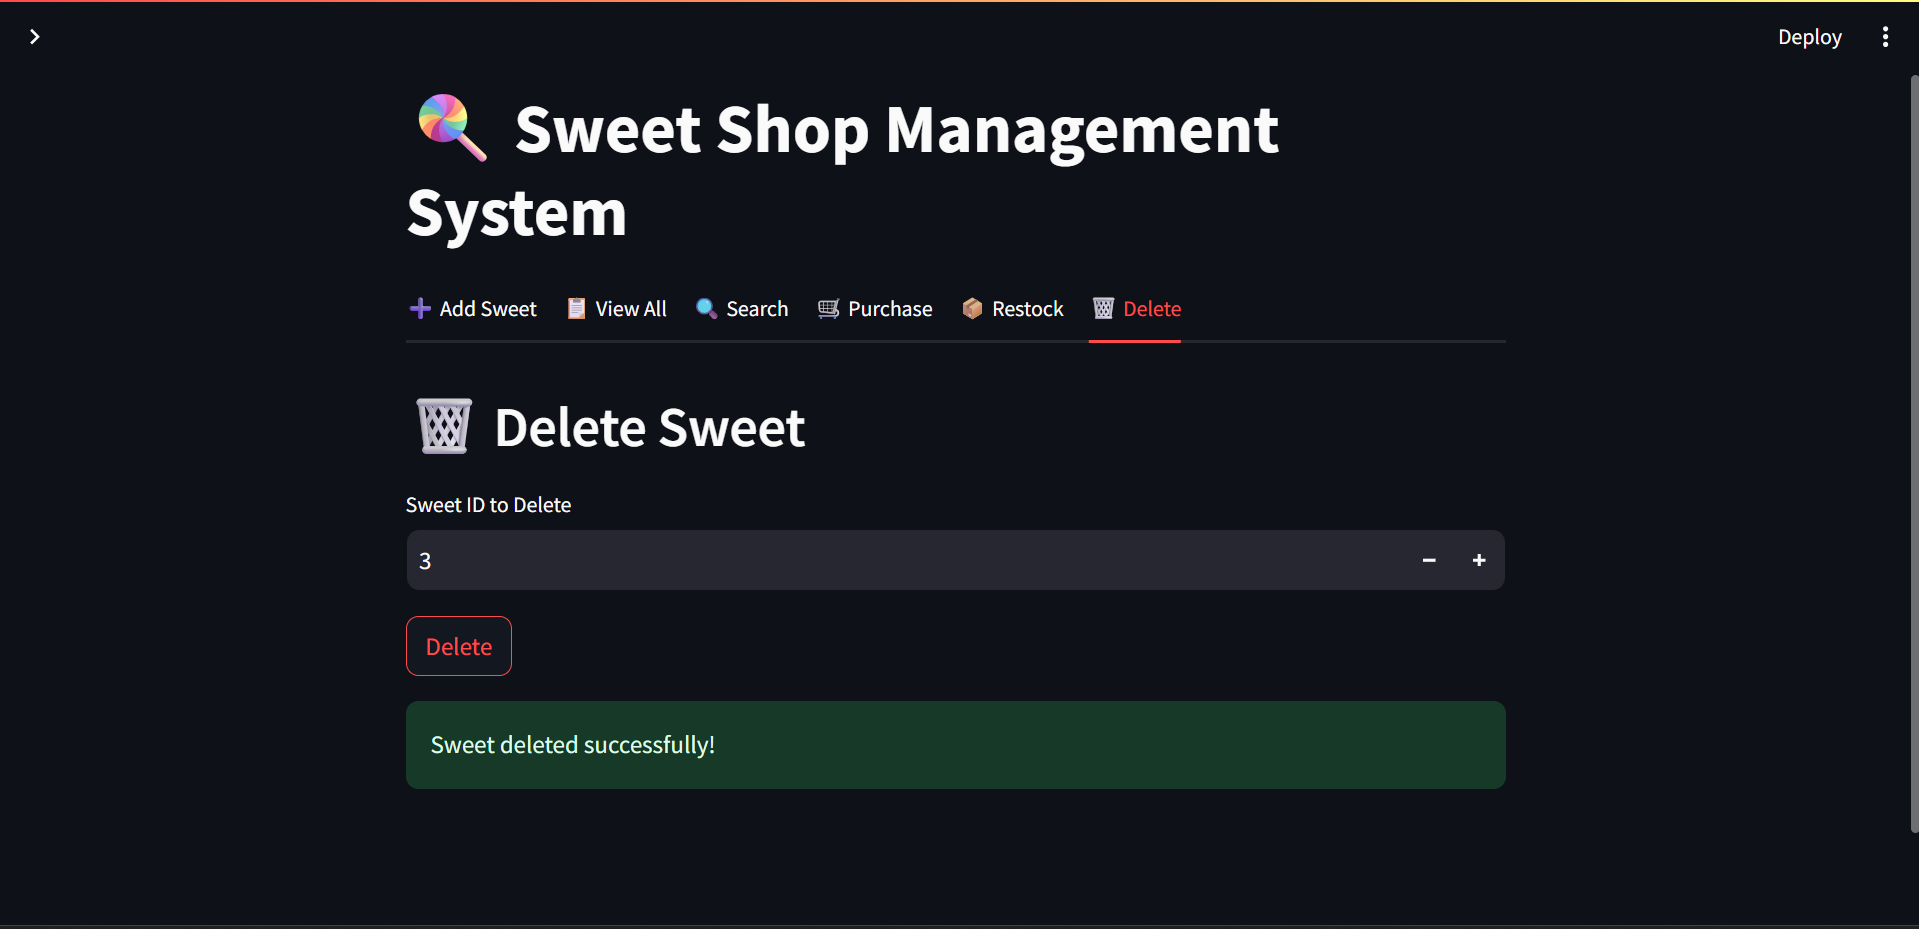 Deploy
Sweet Shop Management
System
Add Sweet View All Search Purchase Restock Delete
Delete Sweet
Sweet ID to Delete
3
Delete
Sweet deleted successfully!